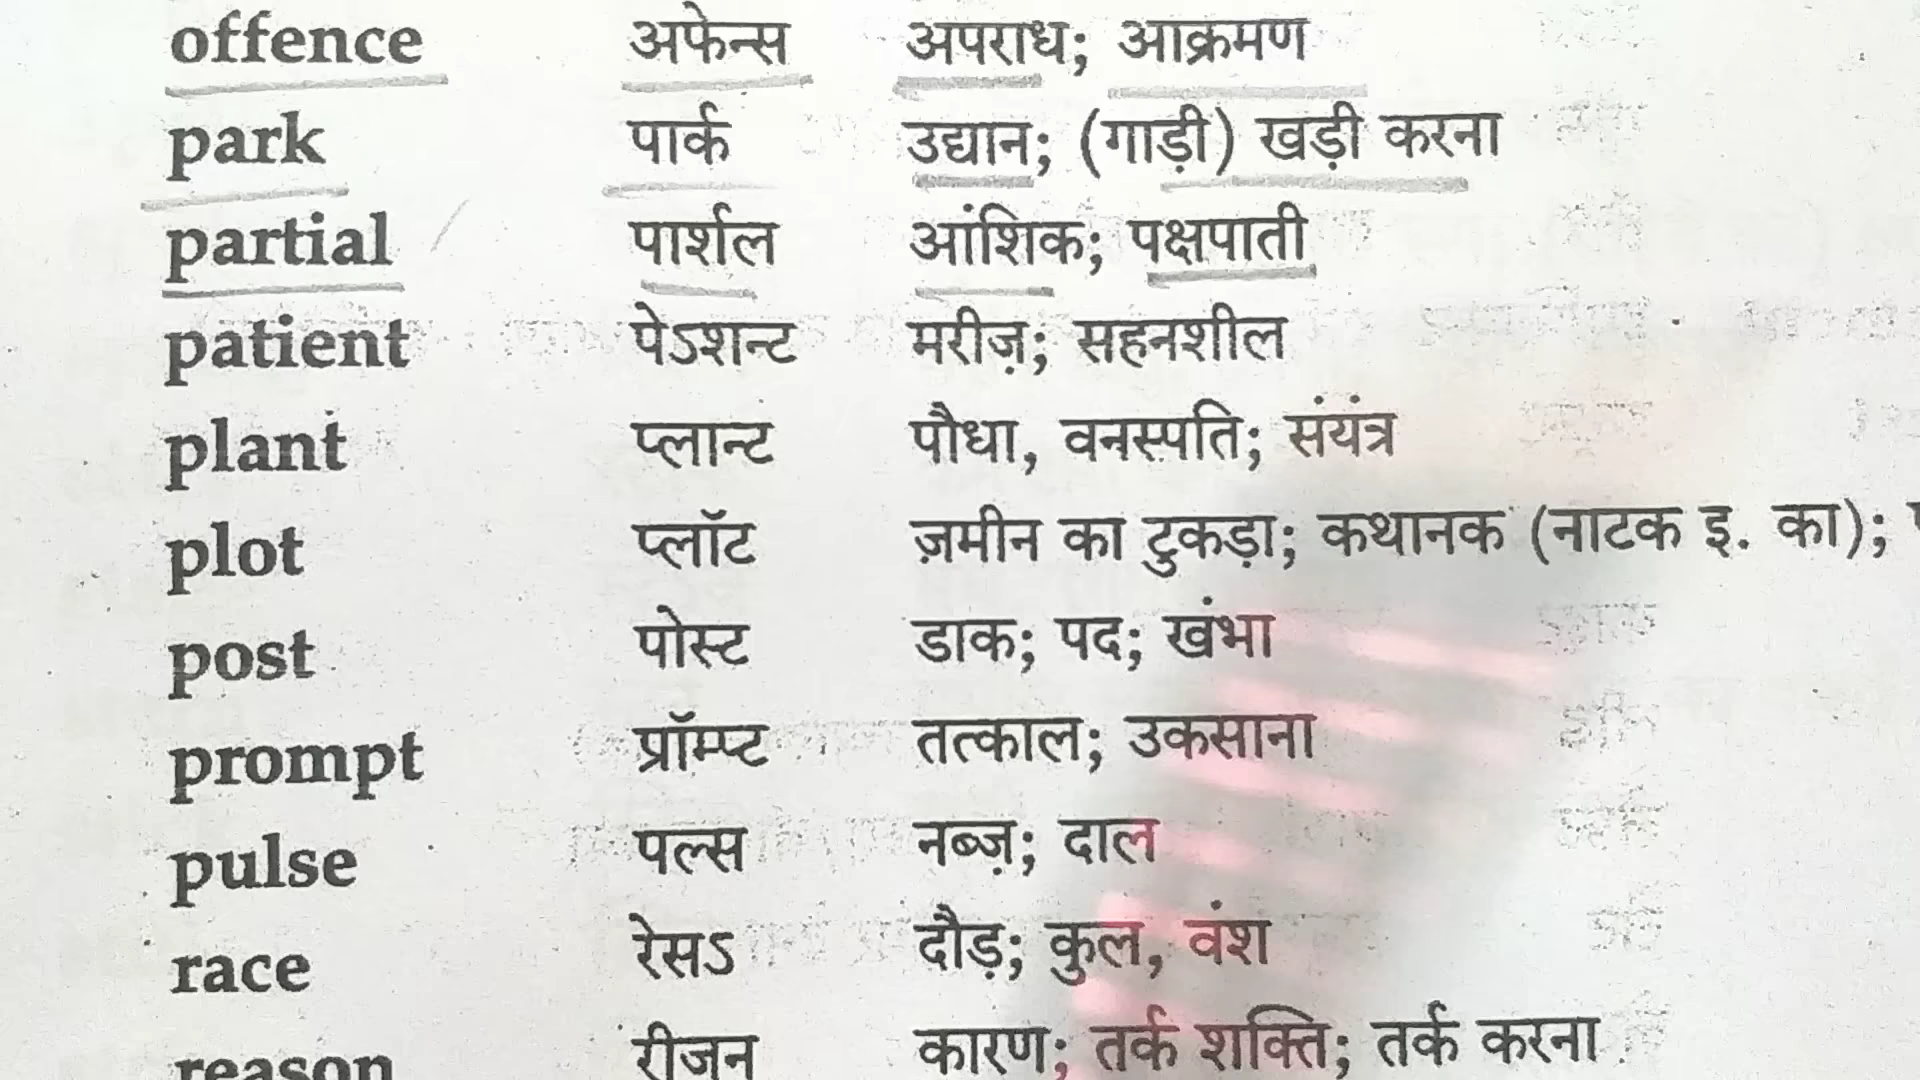 offence अफेन्स अपराध; आक्रमण
park पार्क उद्यान; (गाड़ी) खड़ी करना
partial पार्शल आंशिक; पक्षपाती
patient पेऽशन्ट मरीज़; सहनशील
plant प्लान्ट पौधा, वनस्पति; संयंत्र
plot प्लॉट ज़मीन का टुकड़ा; कथानक (नाटक इ. का);
post पोस्ट डाक; पद; खंभा
prompt प्रॉम्प्ट तत्काल; उकसाना
pulse पल्स नब्ज़; दाल
race रेसऽ दौड़; कुल, वंश
reason रीजन कारण; तर्क शक्ति; तर्क करना